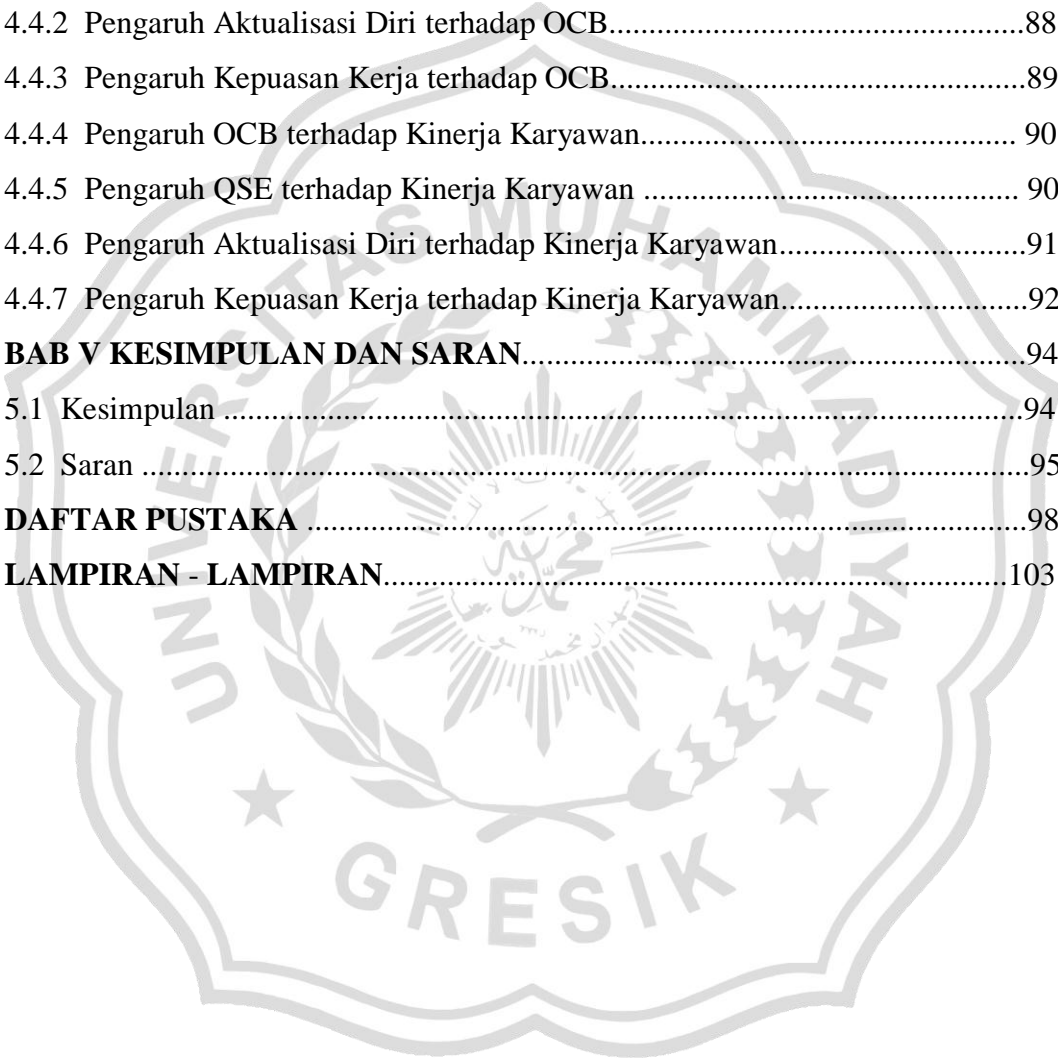 4.4.2 Pengaruh Aktualisasi Diri terhadap OCB..............................................................88
4.4.3 Pengaruh Kepuasan Kerja terhadap OCB..............................................................89
4.4.4 Pengaruh OCB terhadap Kinerja Karyawan......................................................... 90
4.4.5 Pengaruh QSE terhadap Kinerja Karyawan ......................................................... 90
4.4.6 Pengaruh Aktualisasi Diri terhadap Kinerja Karyawan....................................91
4.4.7 Pengaruh Kepuasan Kerja terhadap Kinerja Karyawan....................................92
BAB V KESIMPULAN DAN SARAN...........................................................................94
5.1 Kesimpulan ...............................................................................................................94
5.2 Saran ..........................................................................................................................95
DAFTAR PUSTAKA ......................................................................................................98
LAMPIRAN - LAMPIRAN...........................................................................................103
UNIVERSITAS MUHAMMADIYAH
GRESIK